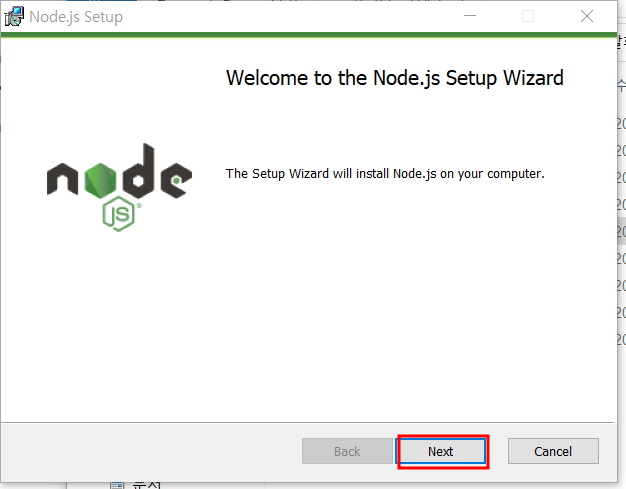 Node.js Setup
Welcome to the Node.js Setup Wizard
node
JS
The Setup Wizard will install Node.js on your computer.
Back
Next
Cancel